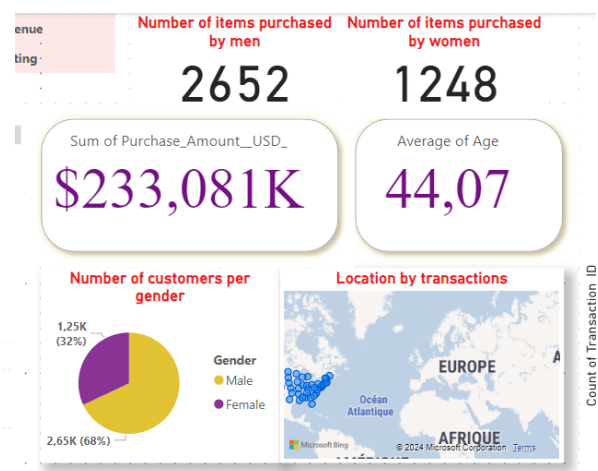 enue
ting
Number of items purchased
by men
Number of items purchased
by women
2652
1248
Sum of Purchase_Amount__USD_
$233,081K
Average of Age
44,07
Number of customers per
gender
1,25K
(32%)
2,65K (68%)
Gender
Male
Female
Location by transactions
EUROPE
A
Océan
Atlantique
AFRIQUE
Microsoft Bing
© 2024 Microsoft Corporation Terms
Count of Transaction ID